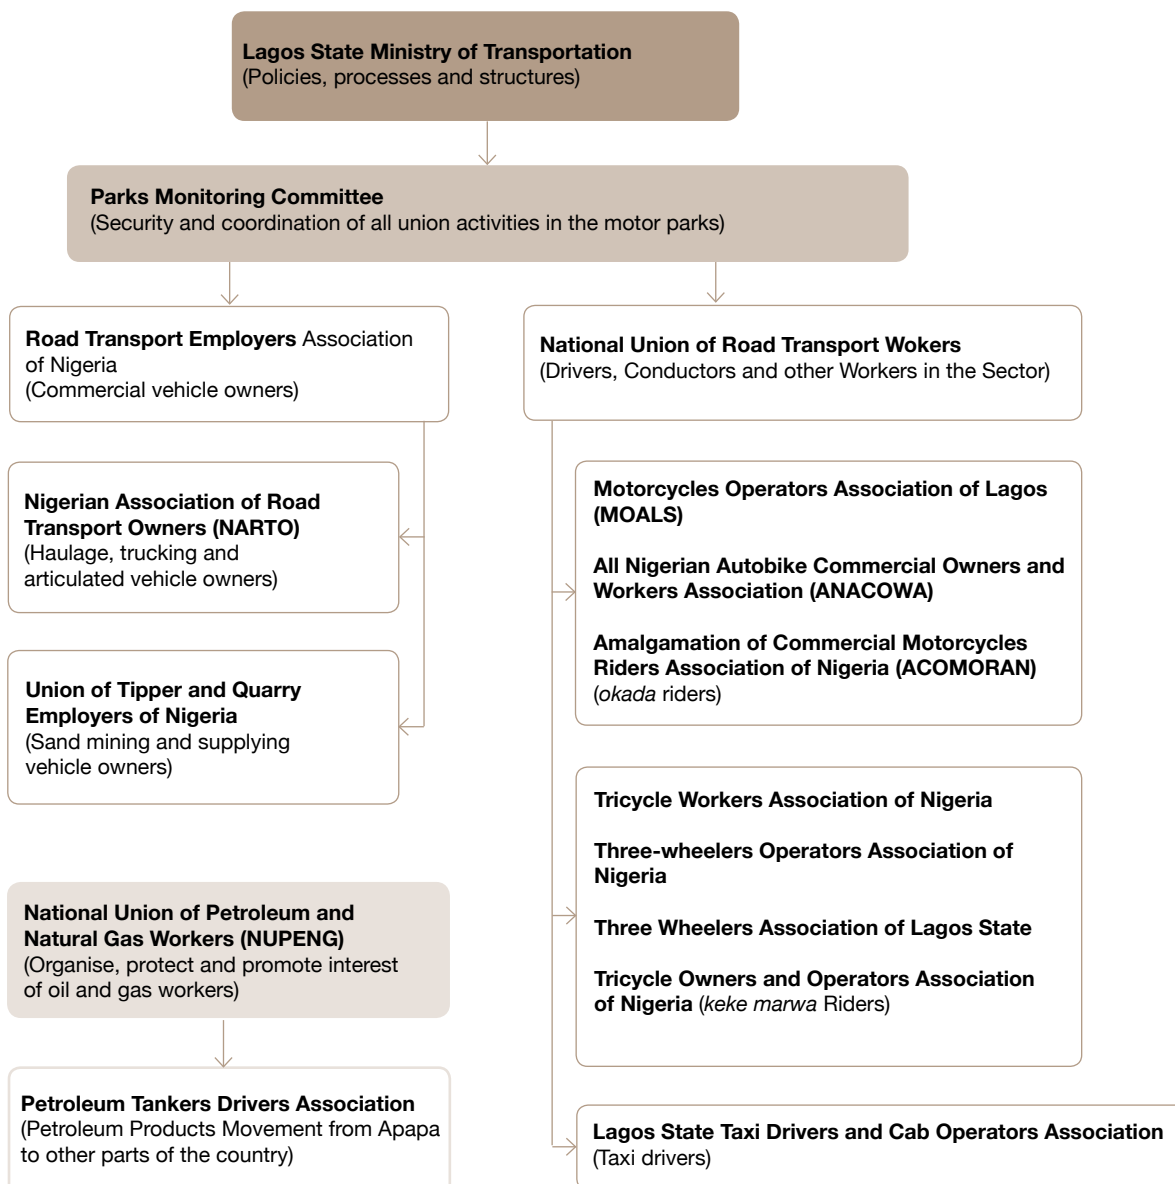 Lagos State Ministry of Transportation
(Policies, processes and structures)
Parks Monitoring Committee
(Security and coordination of all union activities in the motor parks)
Road Transport Employers Association
of Nigeria
(Commercial vehicle owners)
National Union of Road Transport Wokers
(Drivers, Conductors and other Workers in the Sector)
Nigerian Association of Road
Transport Owners (NARTO)
(Haulage, trucking and
articulated vehicle owners)
Union of Tipper and Quarry
Employers of Nigeria
(Sand mining and supplying
vehicle owners)
Motorcycles Operators Association of Lagos
(MOALS)
All Nigerian Autobike Commercial Owners and
Workers Association (ANACOWA)
Amalgamation of Commercial Motorcycles
Riders Association of Nigeria (ACOMORAN)
(okada riders)
Tricycle Workers Association of Nigeria
Three-wheelers Operators Association of
Nigeria
Three Wheelers Association of Lagos State
Tricycle Owners and Operators Association
of Nigeria (keke marwa Riders)
National Union of Petroleum and
Natural Gas Workers (NUPENG)
(Organise, protect and promote interest
of oil and gas workers)
Petroleum Tankers Drivers Association
(Petroleum Products Movement from Apapa
to other parts of the country)
Lagos State Taxi Drivers and Cab Operators Association
(Taxi drivers)